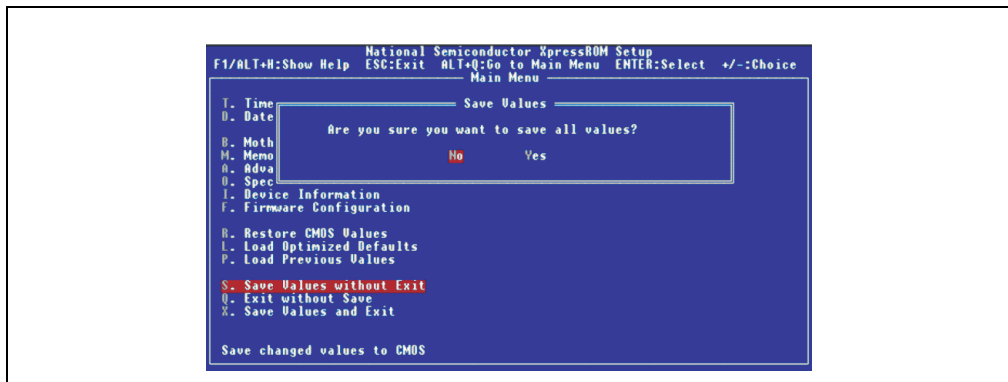 National Semiconductor XpressROM Setup
F1/ALT+H:Show Help ESC:Exit ALT+Q:Go to Main Menu ENTER:Select +/-:Choice
Main Menu
T. Time
Save Values
D. Date
Are you sure you want to save all values?
B. Moth
M. Memo
No Yes
A. Adva
O. Spec
I. Device Information
F. Firmware Configuration
R. Restore CMOS Values
L. Load Optimized Defaults
P. Load Previous Values
S. Save Values without Exit
Q. Exit without Save
X. Save Values and Exit
Save changed values to CMOS